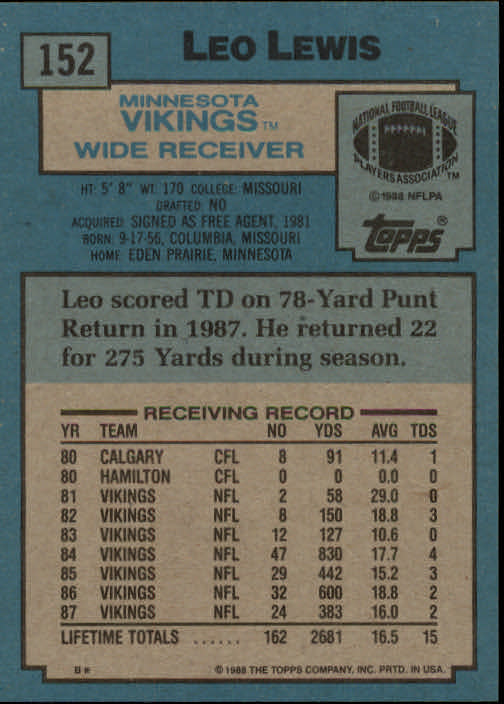 152
LEO LEWIS
MINNESOTA
VIKINGS™
WIDE RECEIVER
NATIONAL FOOTBALL LEAGUE
PLAYERS ASSOCIATION™
©1988 NFLPA
Topps®
HT: 5' 8" WT: 170 COLLEGE: MISSOURI
DRAFTED: NO
ACQUIRED: SIGNED AS FREE AGENT, 1981
BORN: 9-17-56, COLUMBIA, MISSOURI
HOME: EDEN PRAIRIE, MINNESOTA
Leo scored TD on 78-Yard Punt
Return in 1987. He returned 22
for 275 Yards during season.
RECEIVING RECORD
YR TEAM NO YDS AVG TDS
80 CALGARY CFL 8 91 11.4 1
80 HAMILTON CFL 0 0 0.0 0
81 VIKINGS NFL 2 58 29.0 0
82 VIKINGS NFL 8 150 18.8 3
83 VIKINGS NFL 12 127 10.6 0
84 VIKINGS NFL 47 830 17.7 4
85 VIKINGS NFL 29 442 15.2 3
86 VIKINGS NFL 32 600 18.8 2
87 VIKINGS NFL 24 383 16.0 2
LIFETIME TOTALS ...... 162 2681 16.5 15
B*
©1988 THE TOPPS COMPANY, INC. PRTD. IN USA.